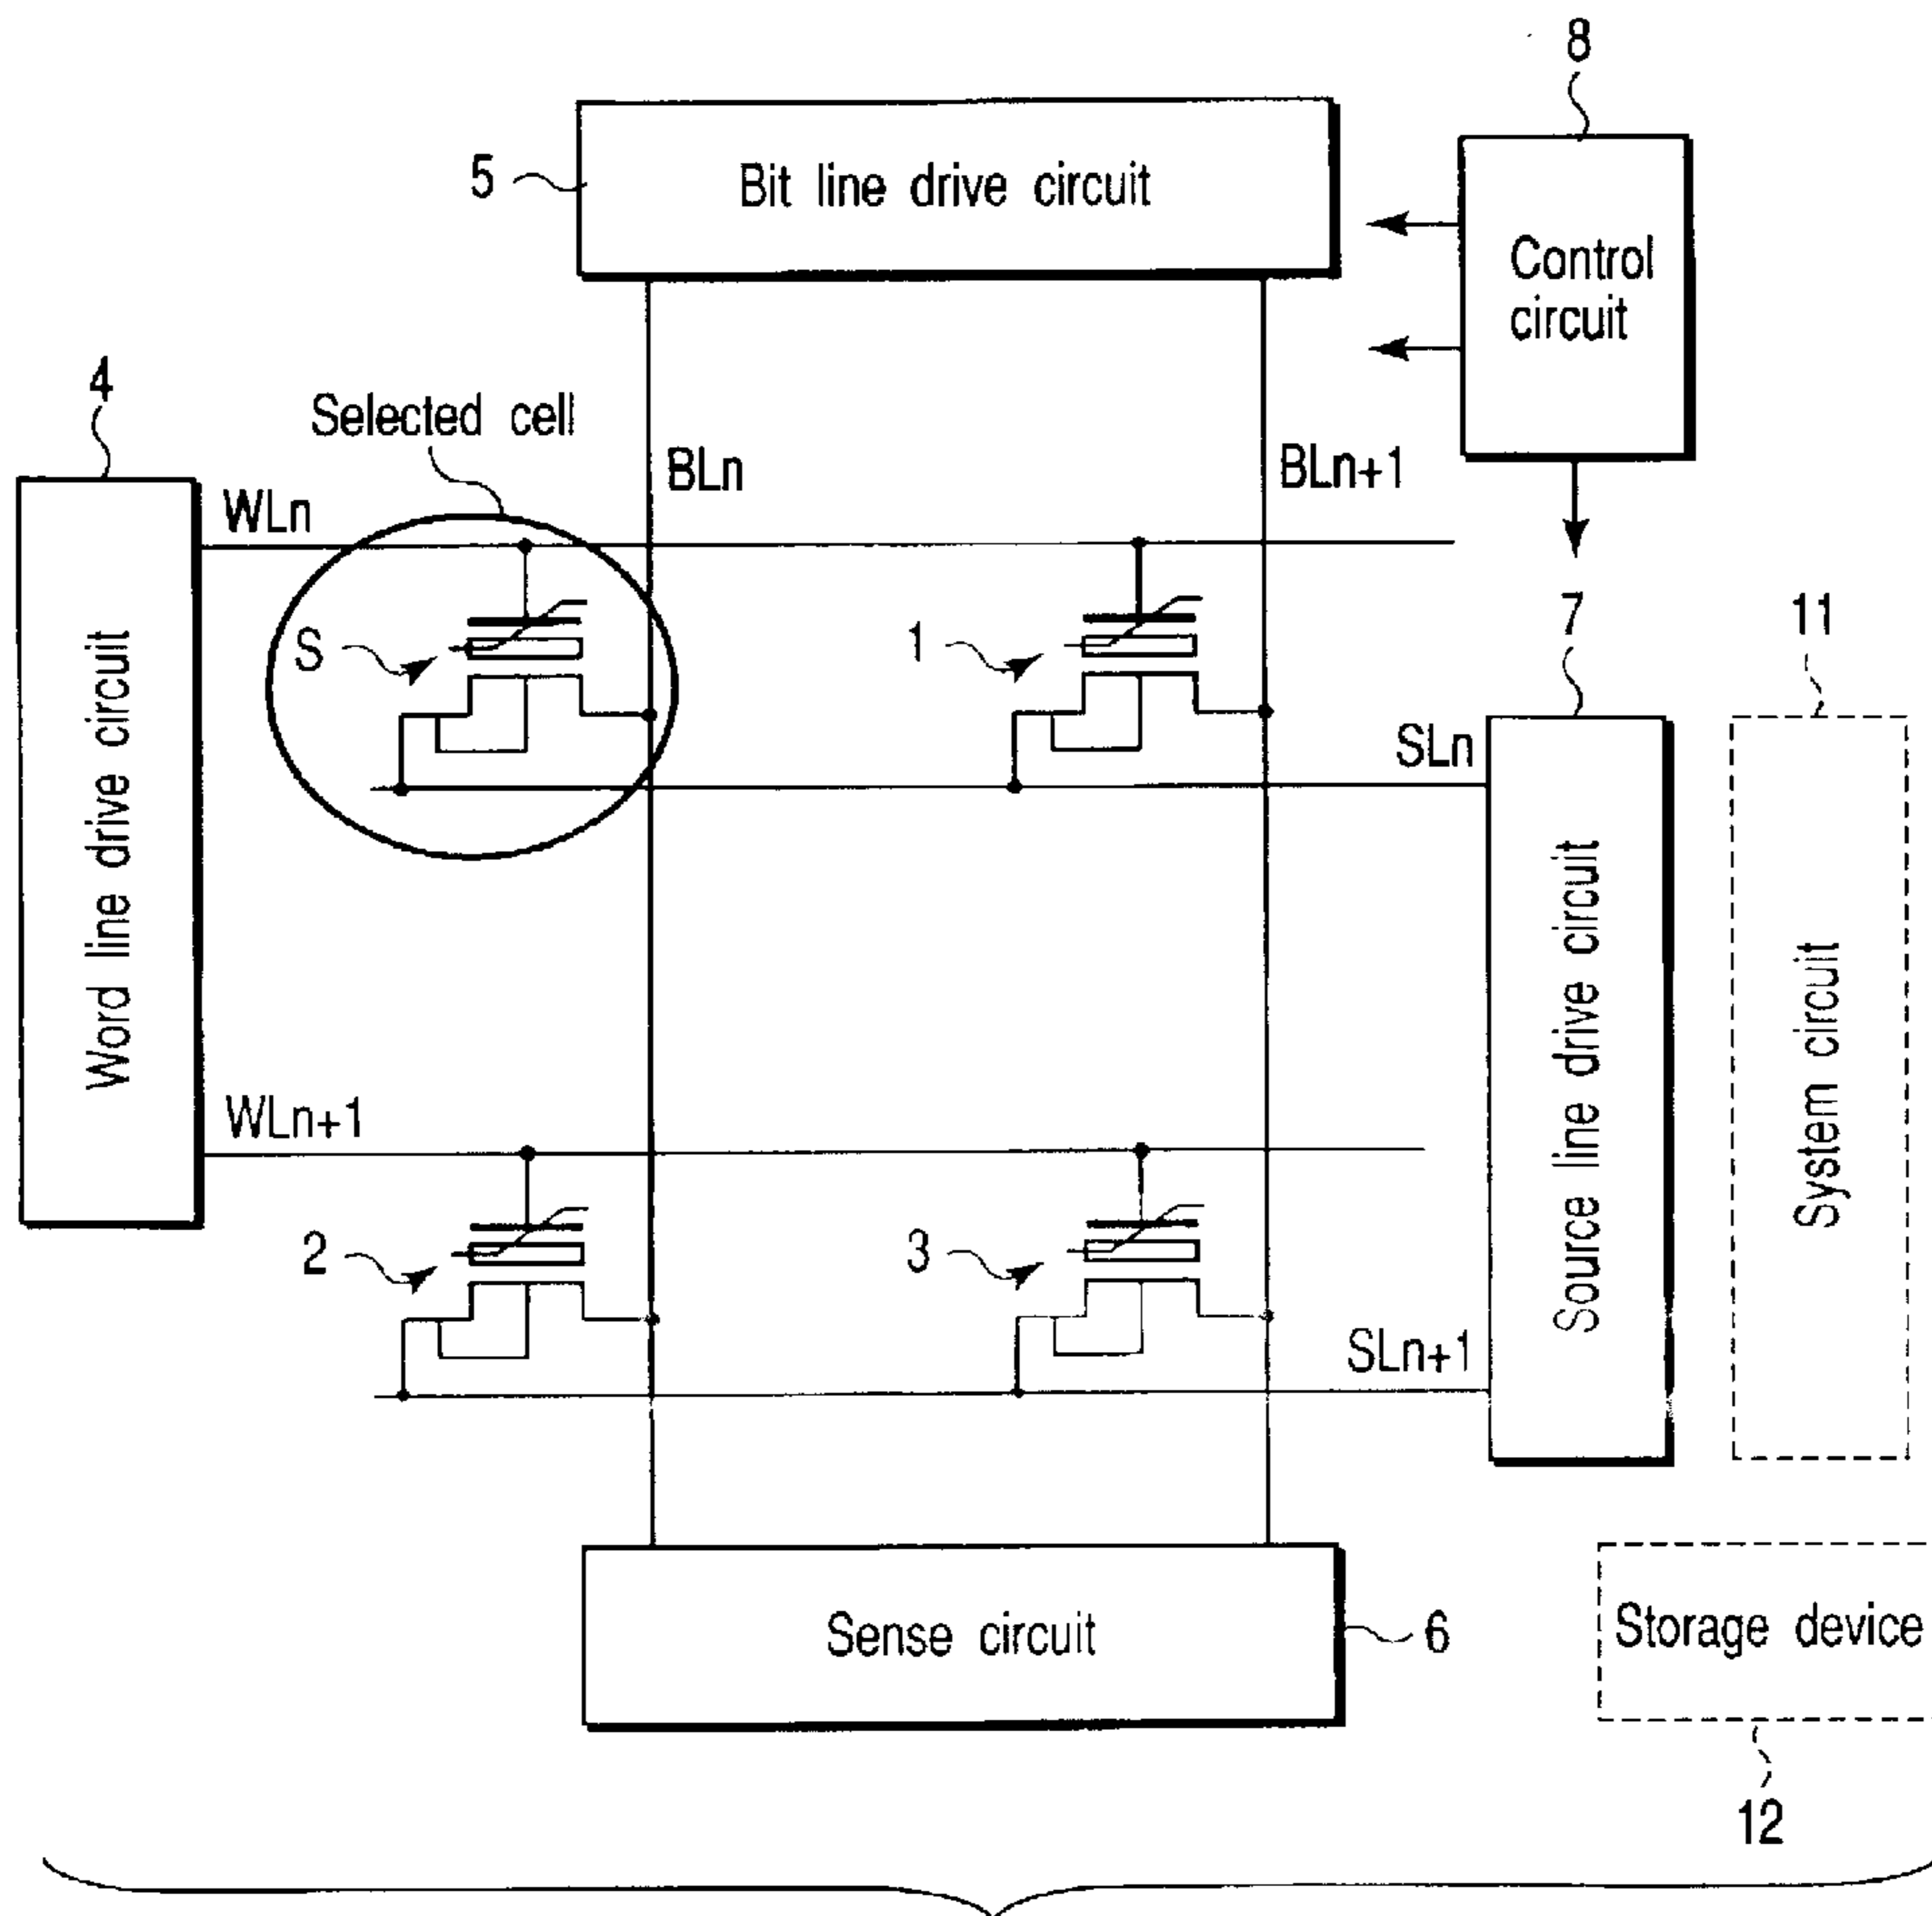 8
5
Bit line drive circuit
Control
circuit
4
Selected cell
BLn
BLn+1
WLn
7
11
S
1
SLn
Word line drive circuit
Source line drive circuit
System circuit
WLn+1
2
3
SLn+1
Sense circuit
6
Storage device
12